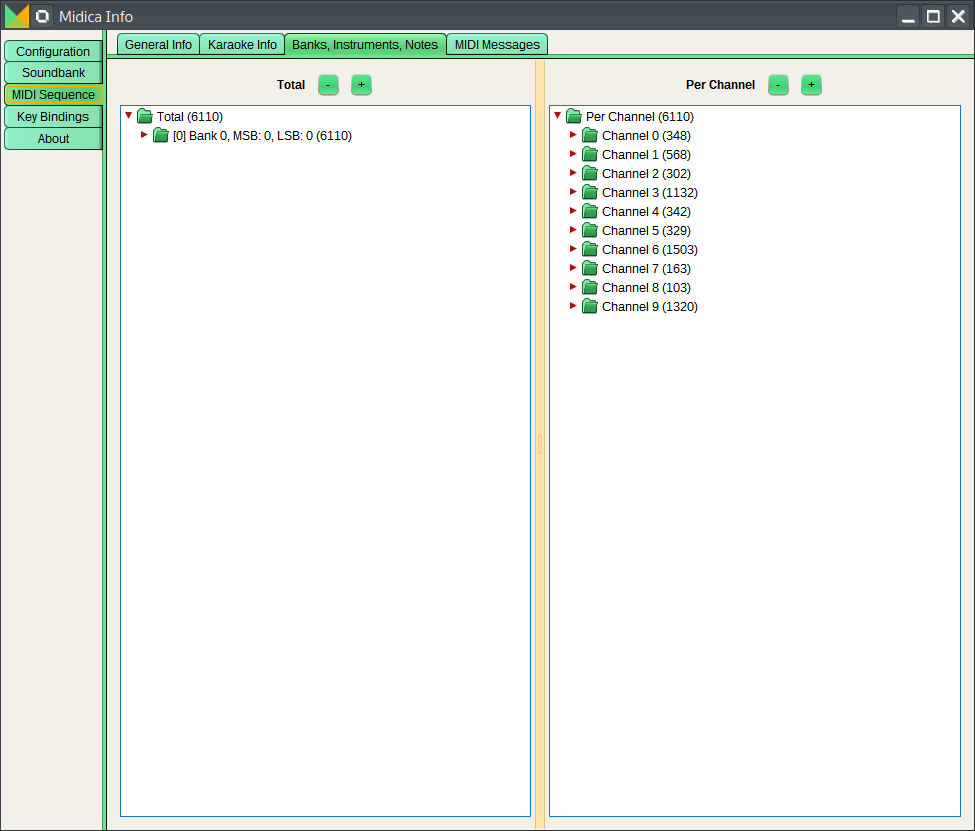 Midica Info
Configuration
Soundbank
MIDI Sequence
Key Bindings
About
General Info
Karaoke Info
Banks, Instruments, Notes
MIDI Messages
Total - +
Total (6110)
[0] Bank 0, MSB: 0, LSB: 0 (6110)
Per Channel - +
Per Channel (6110)
Channel 0 (348)
Channel 1 (568)
Channel 2 (302)
Channel 3 (1132)
Channel 4 (342)
Channel 5 (329)
Channel 6 (1503)
Channel 7 (163)
Channel 8 (103)
Channel 9 (1320)